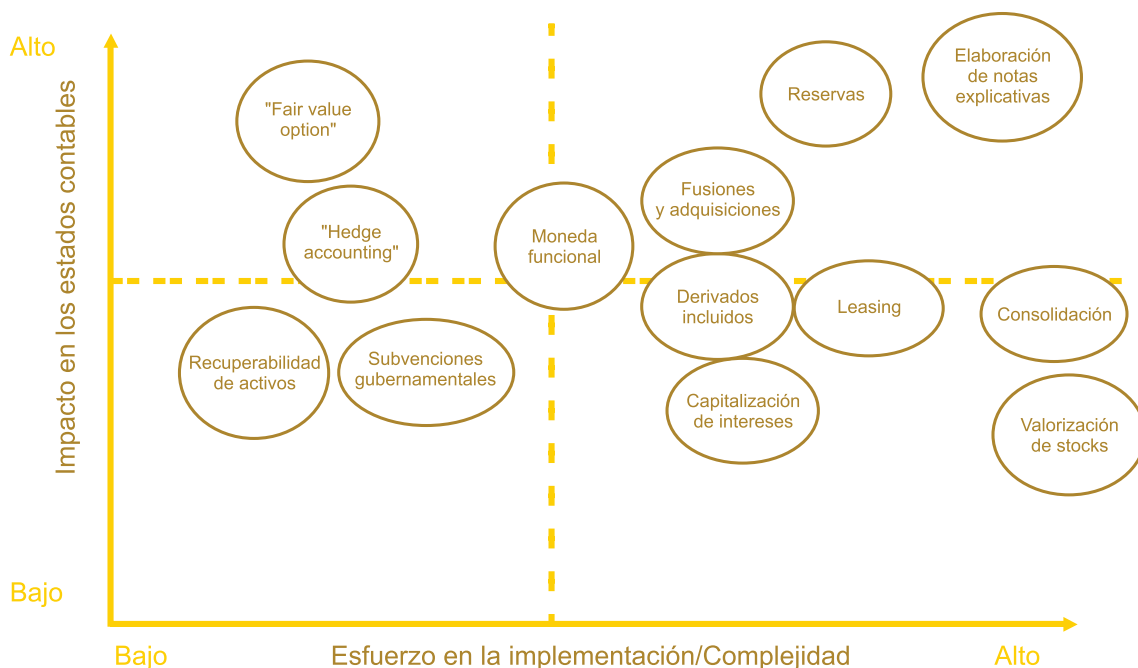 Alto
Impacto en los estados contables
Bajo
"Fair value
option"
"Hedge
accounting"
Recuperabilidad
de activos
Subvenciones
gubernamentales
Moneda
funcional
Reservas
Elaboración
de notas
explicativas
Fusiones
y adquisiciones
Derivados
incluidos
Leasing
Consolidación
Capitalización
de intereses
Valorización
de stocks
Bajo
Esfuerzo en la implementación/Complejidad
Alto